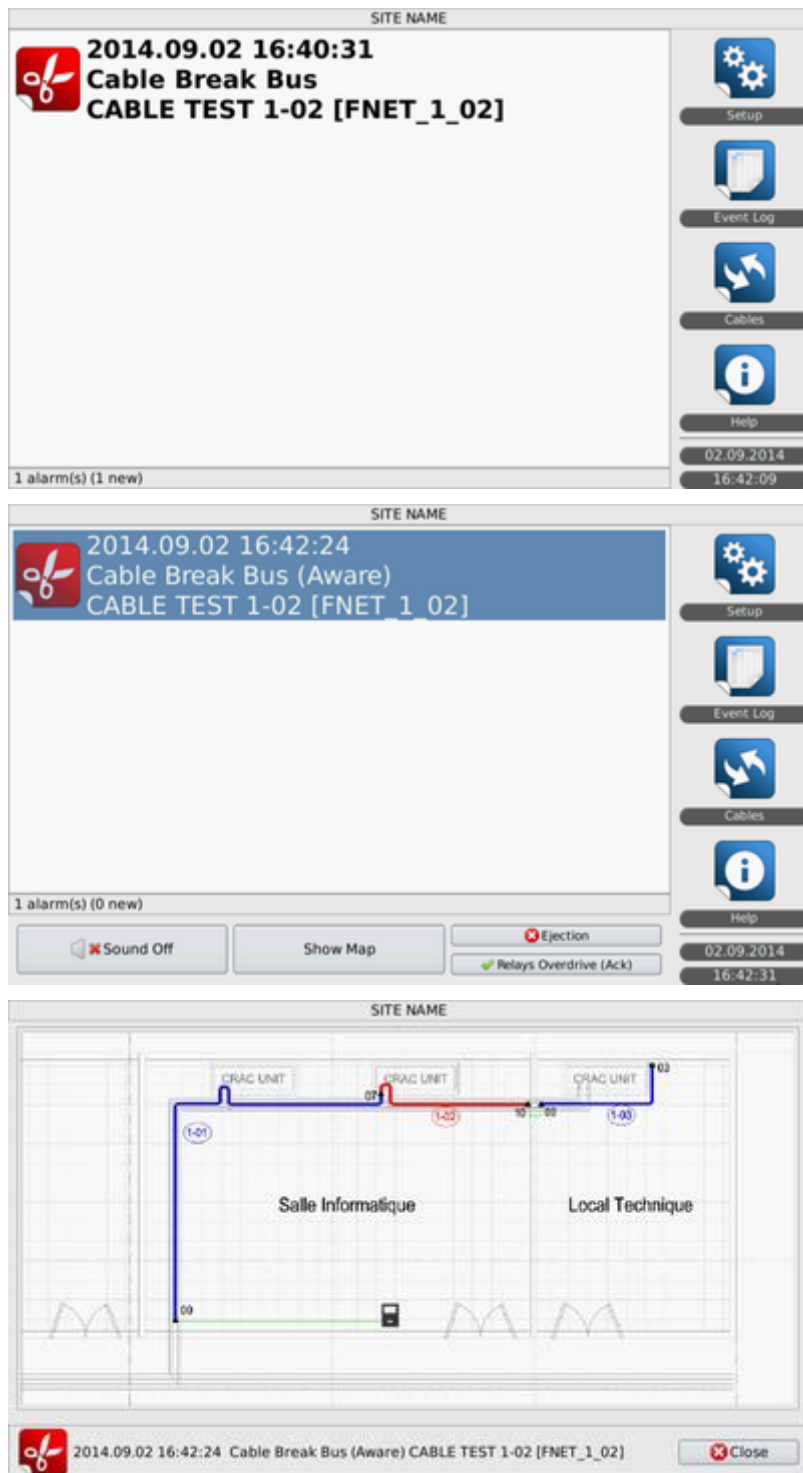 SITE NAME
2014.09.02 16:40:31
Cable Break Bus
CABLE TEST 1-02 [FNET_1_02]
Setup
Event Log
Cables
Help
1 alarm(s) (1 new)
02.09.2014
16:42:09
SITE NAME
2014.09.02 16:42:24
Cable Break Bus (Aware)
CABLE TEST 1-02 [FNET_1_02]
Setup
Event Log
Cables
Help
1 alarm(s) (0 new)
Sound Off
Show Map
Ejection
Relays Overdrive (Ack)
02.09.2014
16:42:31
SITE NAME
CRAC UNIT
CRAC UNIT
CRAC UNIT
03
07
1-01
1-02
10
00
1-03
Salle Informatique
Local Technique
00
2014.09.02 16:42:24 Cable Break Bus (Aware) CABLE TEST 1-02 [FNET_1_02]
Close